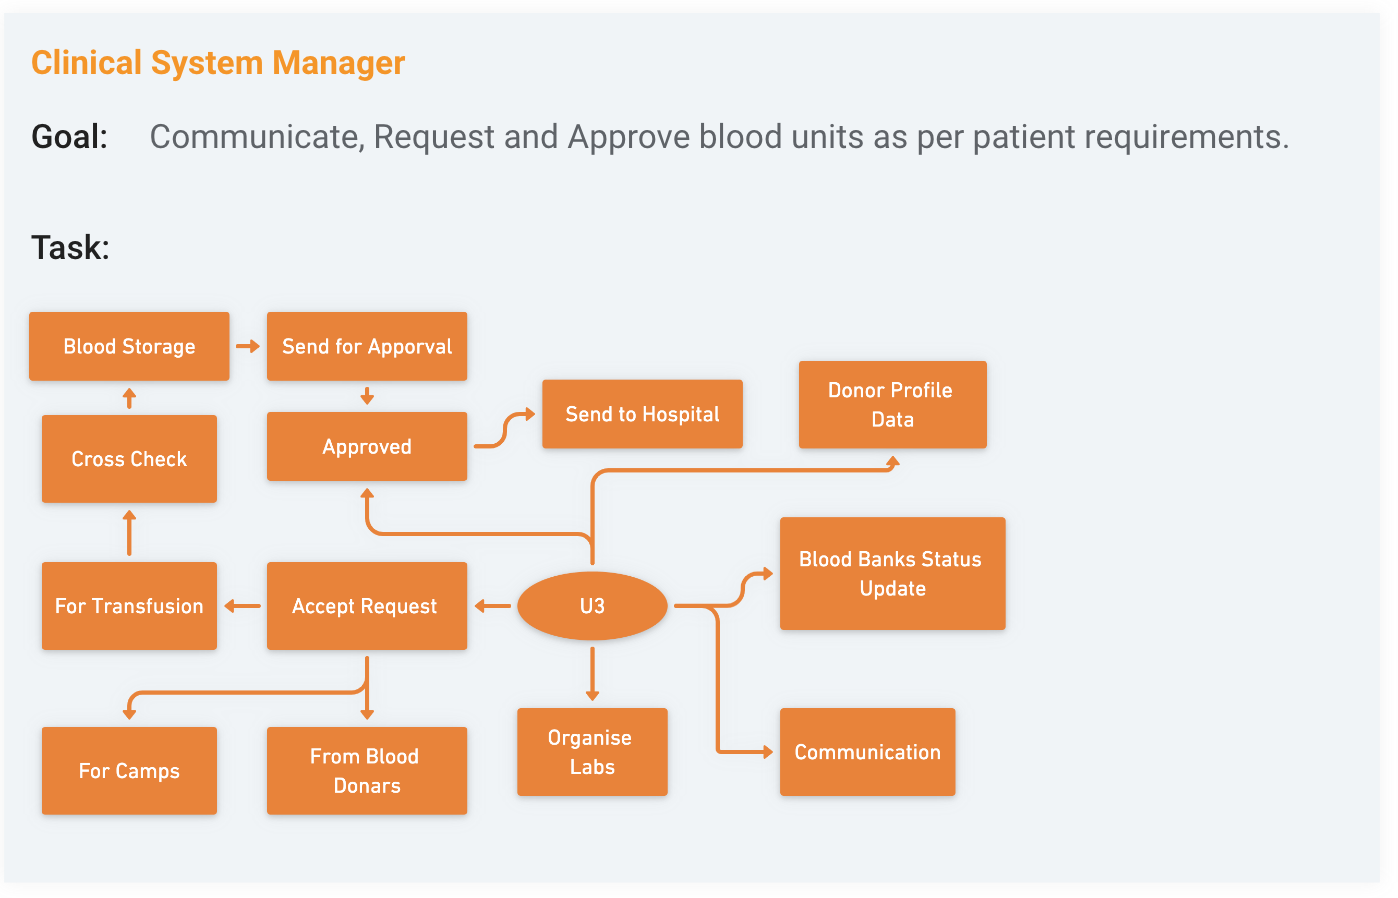 Clinical System Manager
Goal: Communicate, Request and Approve blood units as per patient requirements.
Task:
Blood Storage
Send for Apporval
Donor Profile
Data
Send to Hospital
Approved
Cross Check
Blood Banks Status
Update
For Transfusion
Accept Request
U3
Organise
Labs
Communication
For Camps
From Blood
Donars